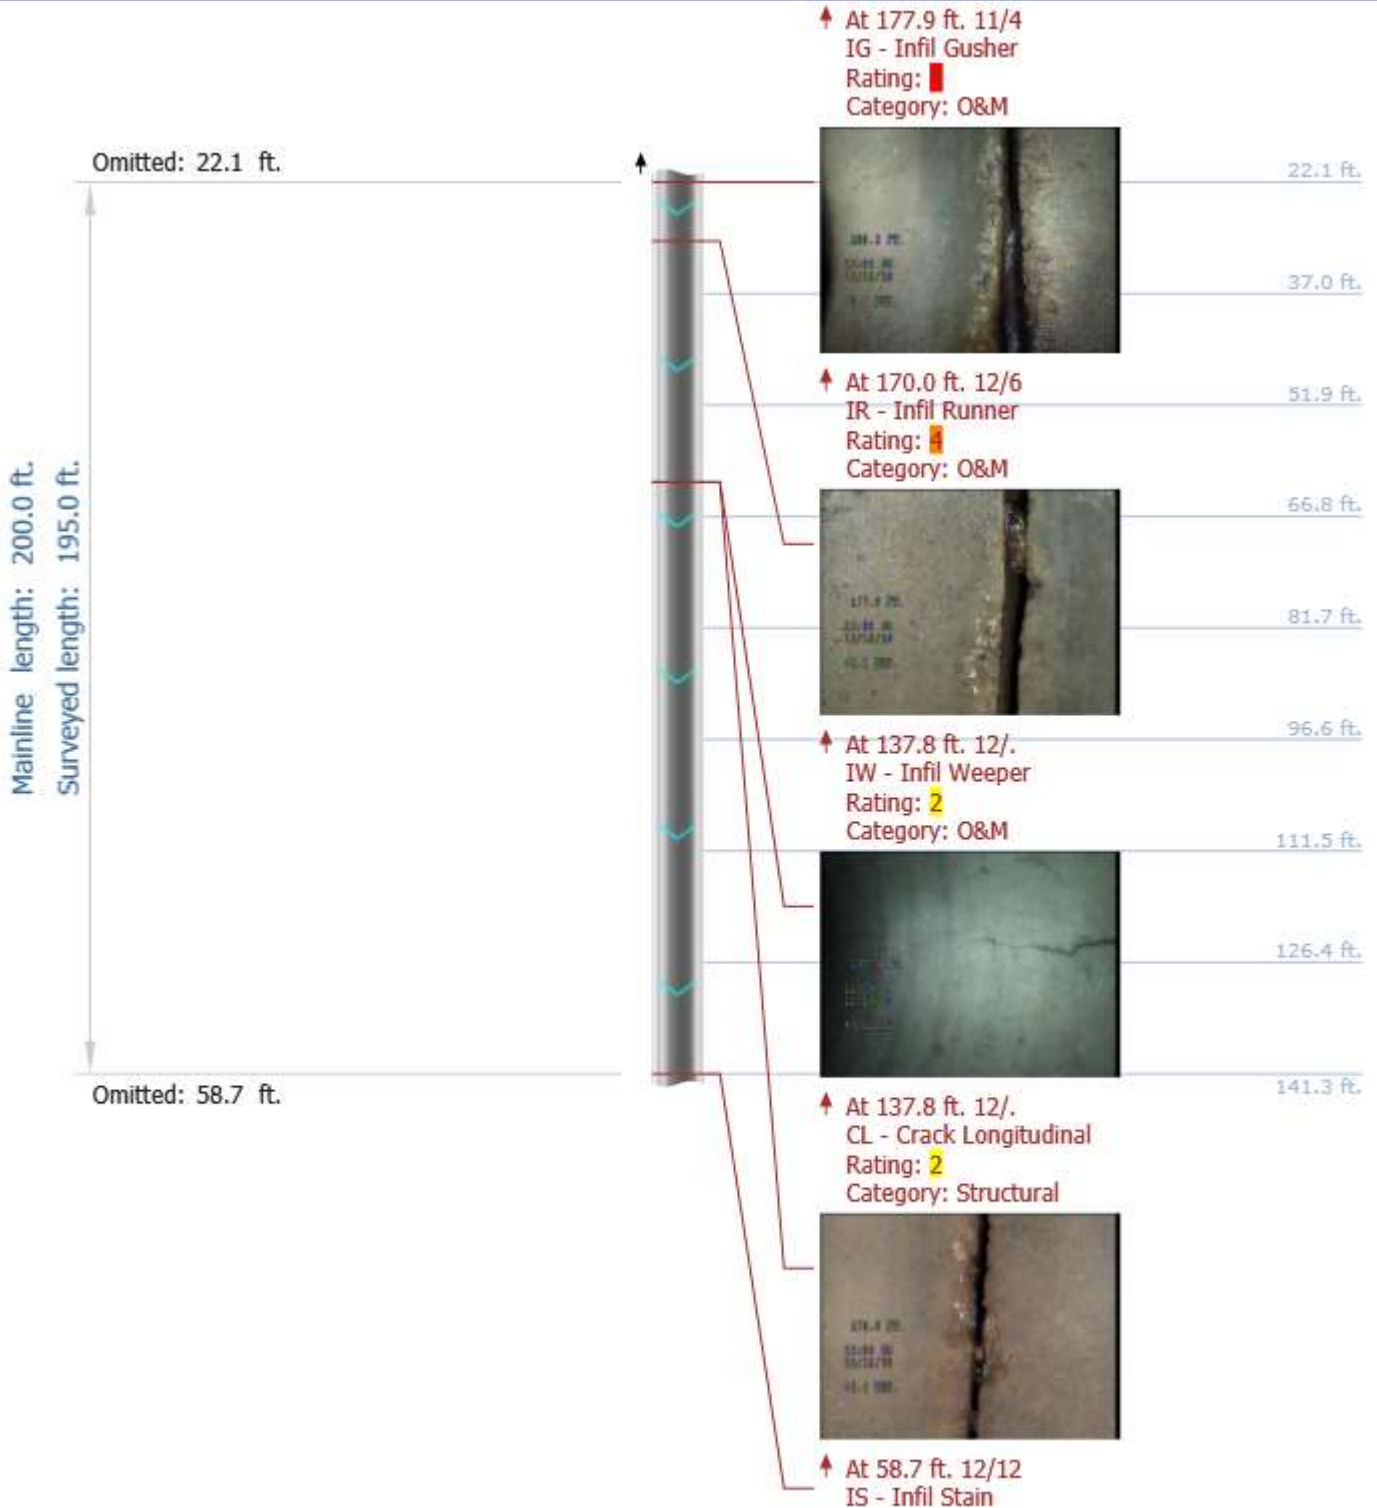 At 177.9 ft. 11/4
IG - Infil Gusher
Rating:
Category: O&M
Omitted: 22.1 ft.
22.1 ft.
37.0 ft.
At 170.0 ft. 12/6
IR - Infil Runner
Rating: 4
Category: O&M
51.9 ft.
Mainline length: 200.0 ft.
Surveyed length: 195.0 ft.
66.8 ft.
177.9
81.7 ft.
At 137.8 ft. 12/.
IW - Infil Weeper
Rating: 2
Category: O&M
96.6 ft.
111.5 ft.
126.4 ft.
Omitted: 58.7 ft.
141.3 ft.
At 137.8 ft. 12/.
CL - Crack Longitudinal
Rating: 2
Category: Structural
At 58.7 ft. 12/12
IS - Infil Stain